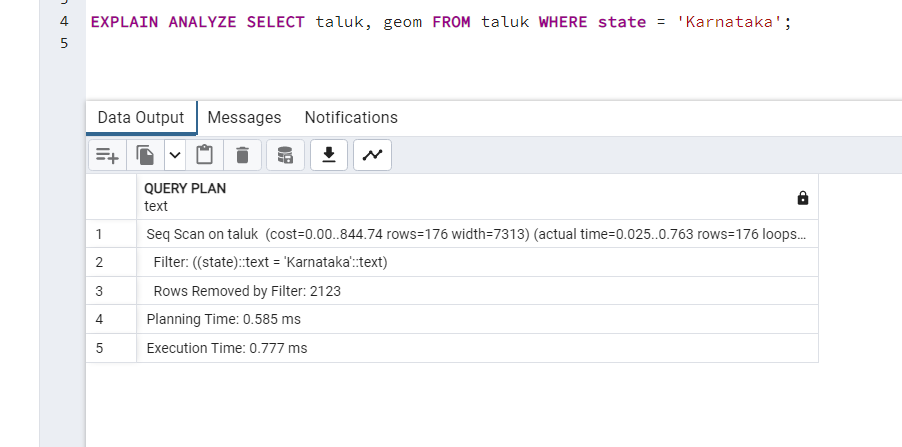 4 EXPLAIN ANALYZE SELECT taluk, geom FROM taluk WHERE state = 'Karnataka';
5
Data Output Messages Notifications
QUERY PLAN
text
1 Seq Scan on taluk (cost=0.00..844.74 rows=176 width=7313) (actual time=0.025..0.763 rows=176 loops...
2 Filter: ((state)::text = 'Karnataka'::text)
3 Rows Removed by Filter: 2123
4 Planning Time: 0.585 ms
5 Execution Time: 0.777 ms